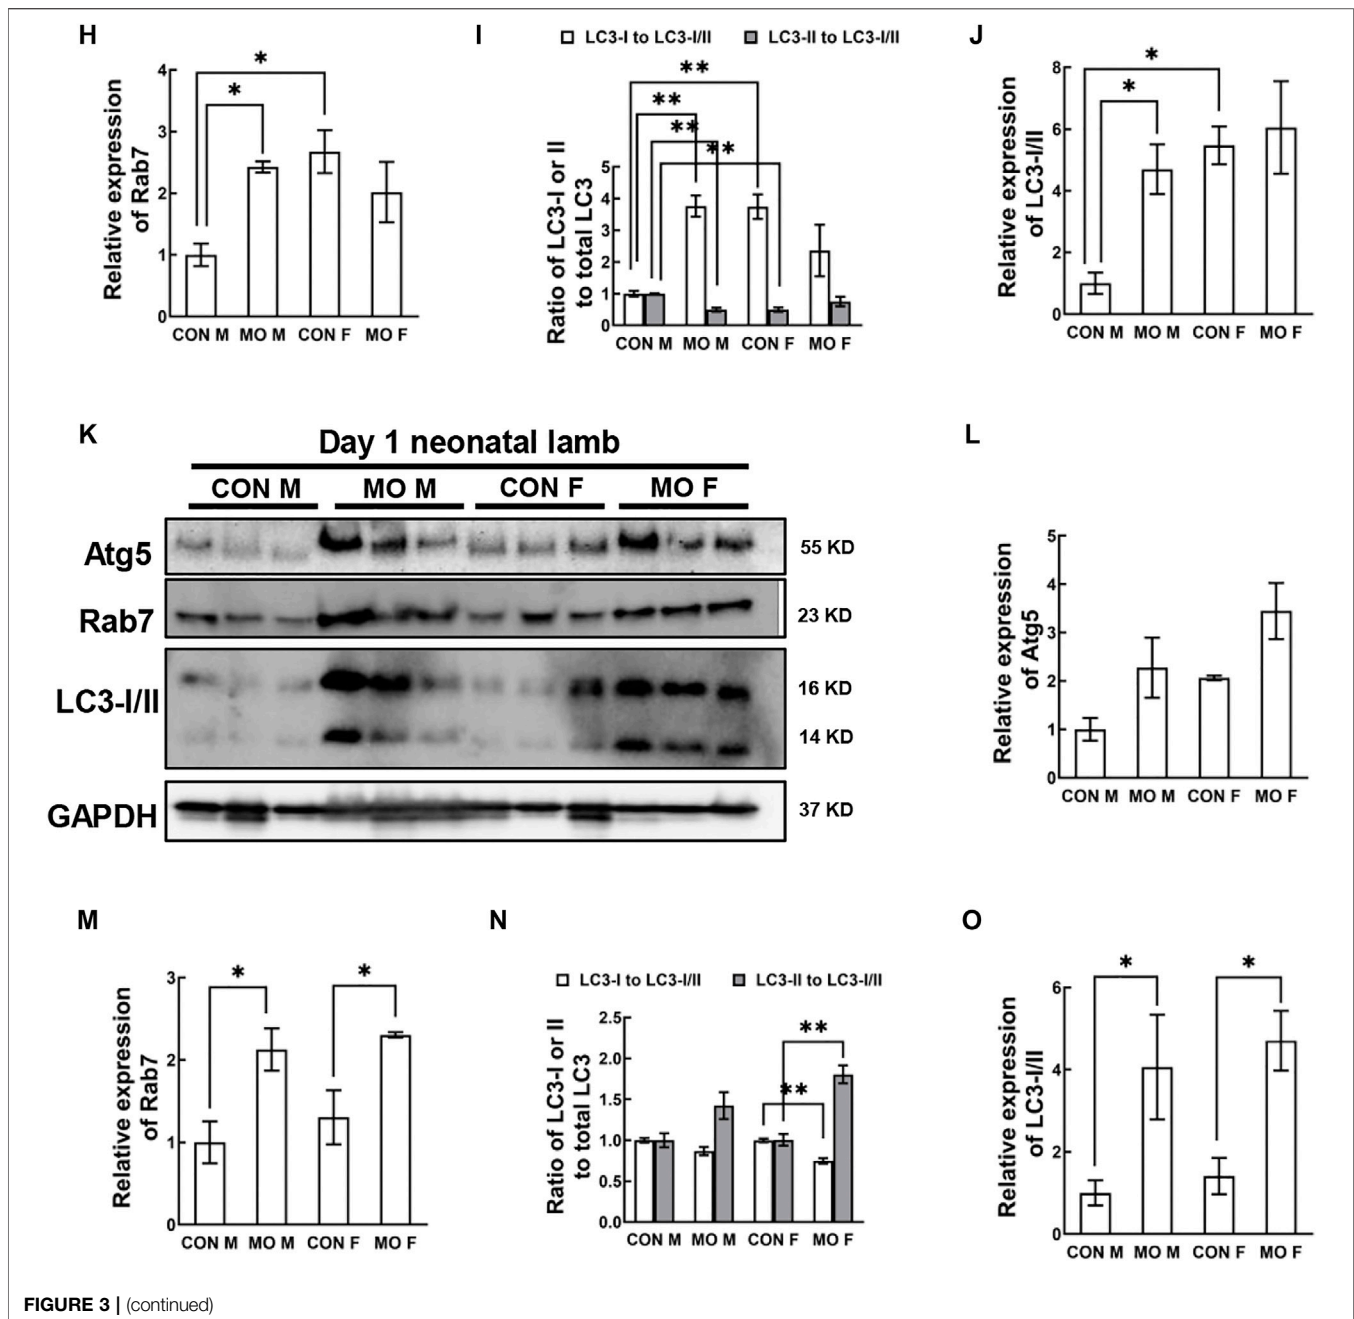 H
Relative expression
of Rab7
4
3
2
1
0
*
*
CON M MO M CON F MO F
I
LC3-I to LC3-I/II LC3-II to LC3-I/II
Ratio of LC3-I or II
to total LC3
5
4
3
2
1
0
**
**
**
**
CON M MO M CON F MO F
J
Relative expression
of LC3-I/II
8
6
4
2
0
*
*
CON M MO M CON F MO F
K
Day 1 neonatal lamb
CON M MO M CON F MO F
Atg5 55 KD
Rab7 23 KD
LC3-I/II 16 KD
14 KD
GAPDH 37 KD
L
Relative expression
of Atg5
5
4
3
2
1
0
CON M MO M CON F MO F
M
Relative expression
of Rab7
3
2
1
0
*
*
CON M MO M CON F MO F
N
LC3-I to LC3-I/II LC3-II to LC3-I/II
Ratio of LC3-I or II
to total LC3
2.5
2.0
1.5
1.0
0.5
0.0
**
**
CON M MO M CON F MO F
O
Relative expression
of LC3-I/II
6
4
2
0
*
*
CON M MO M CON F MO F
FIGURE 3 | (continued)